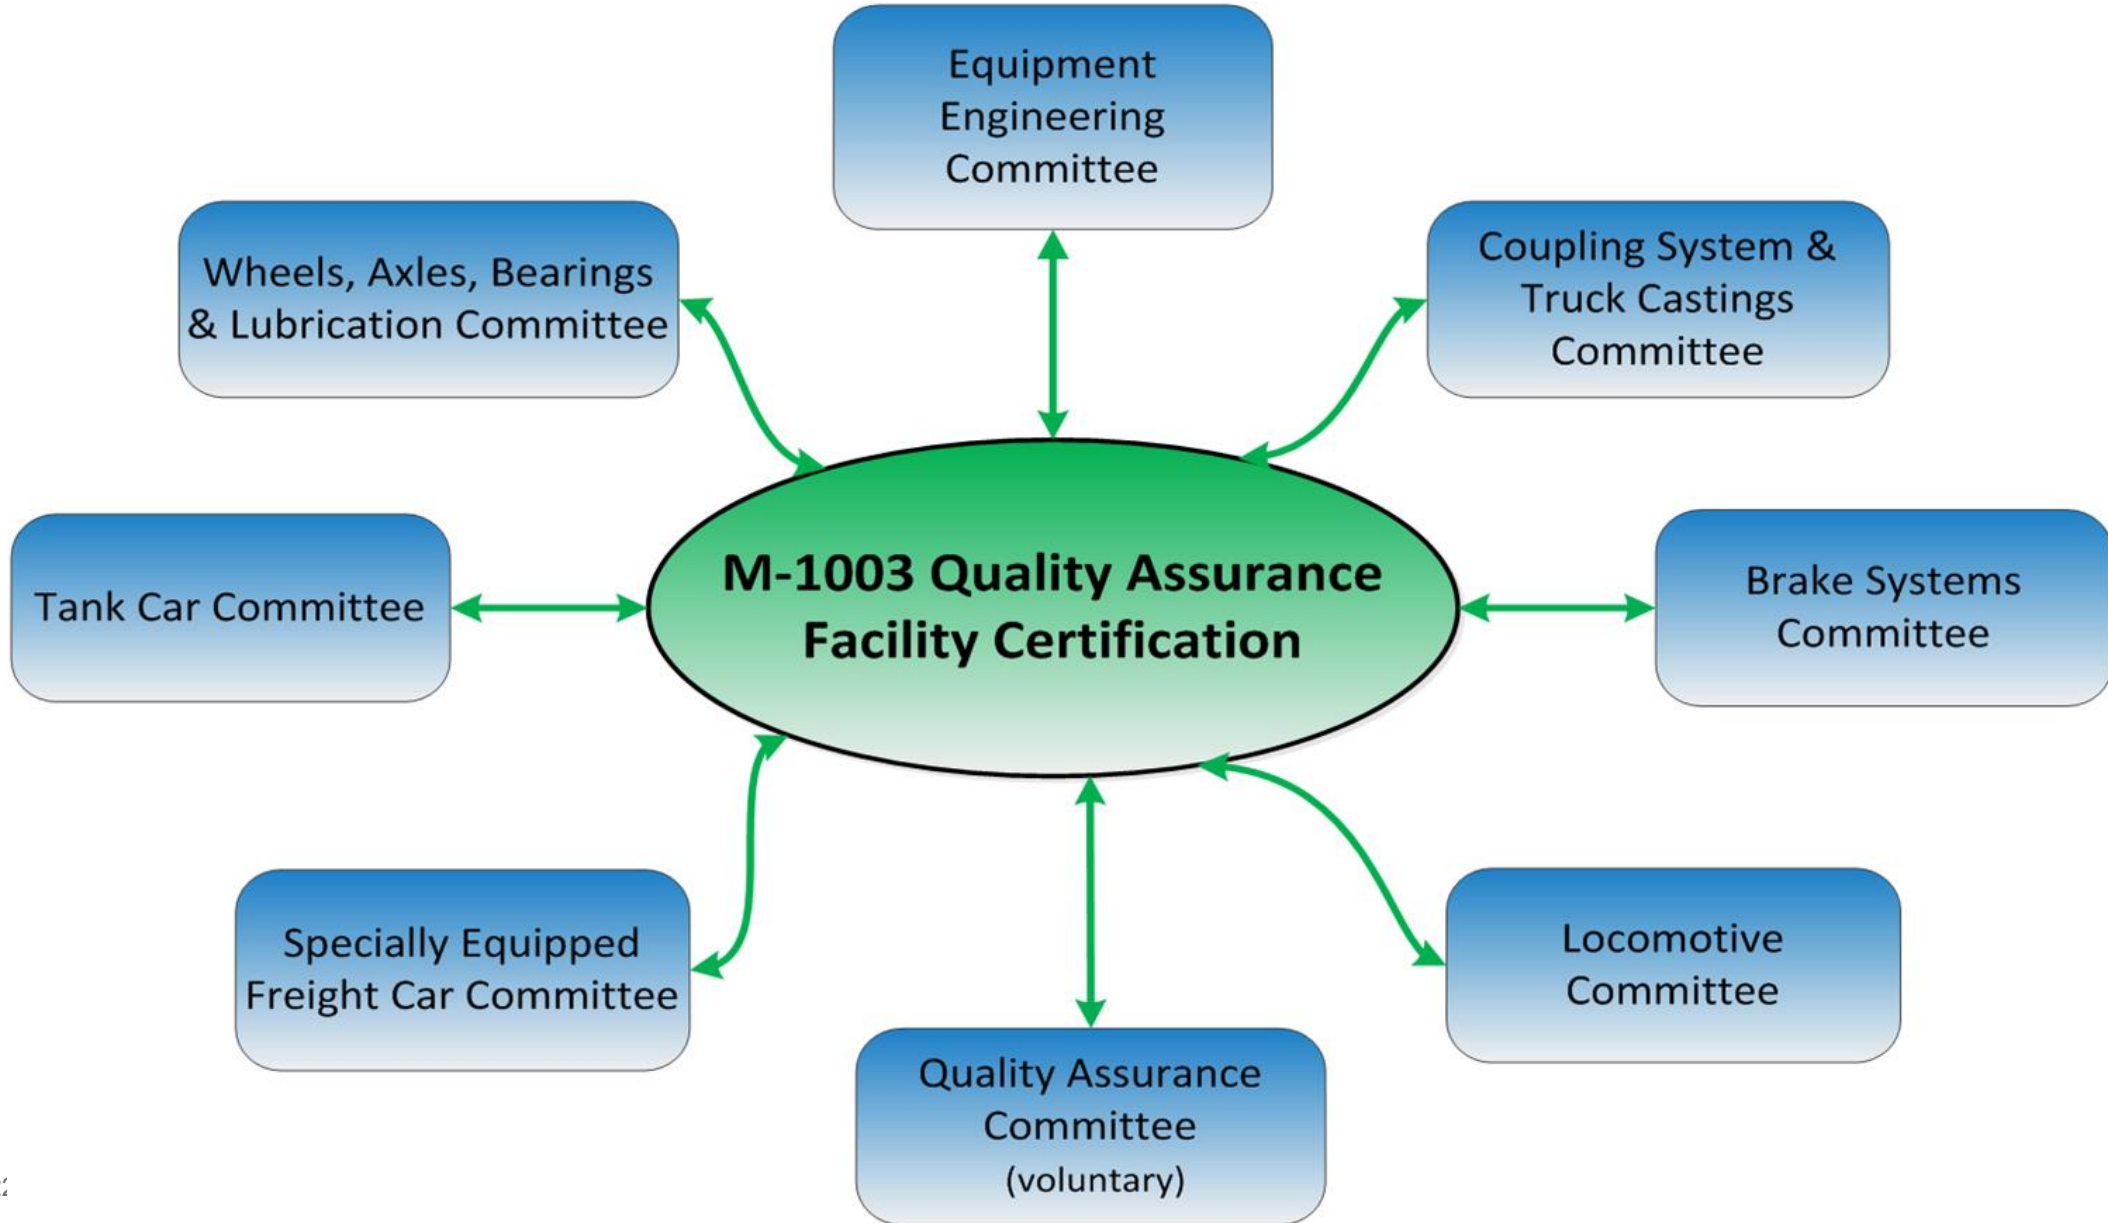 Equipment
Engineering
Committee
Wheels, Axles, Bearings
& Lubrication Committee
Coupling System &
Truck Castings
Committee
Tank Car Committee
M-1003 Quality Assurance
Facility Certification
Brake Systems
Committee
Specially Equipped
Freight Car Committee
Locomotive
Committee
Quality Assurance
Committee
(voluntary)